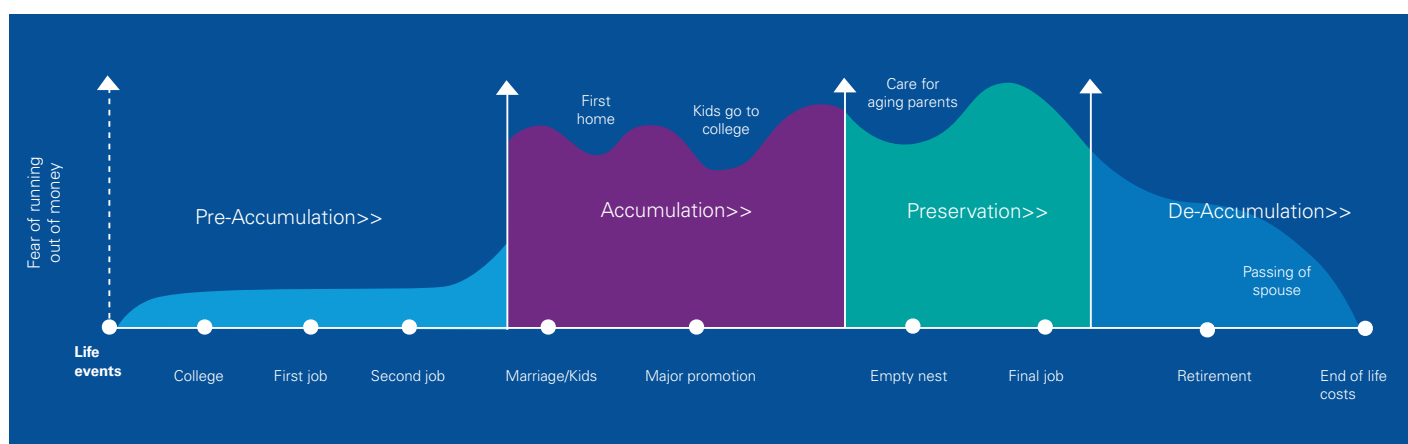 Fear of running
out of money
Pre-Accumulation>>
First
home
Kids go to
college
Accumulation>>
Care for
aging parents
Preservation>>
De-Accumulation>>
Passing of
spouse
Life
events
College
First job
Second job
Marriage/Kids
Major promotion
Empty nest
Final job
Retirement
End of life
costs